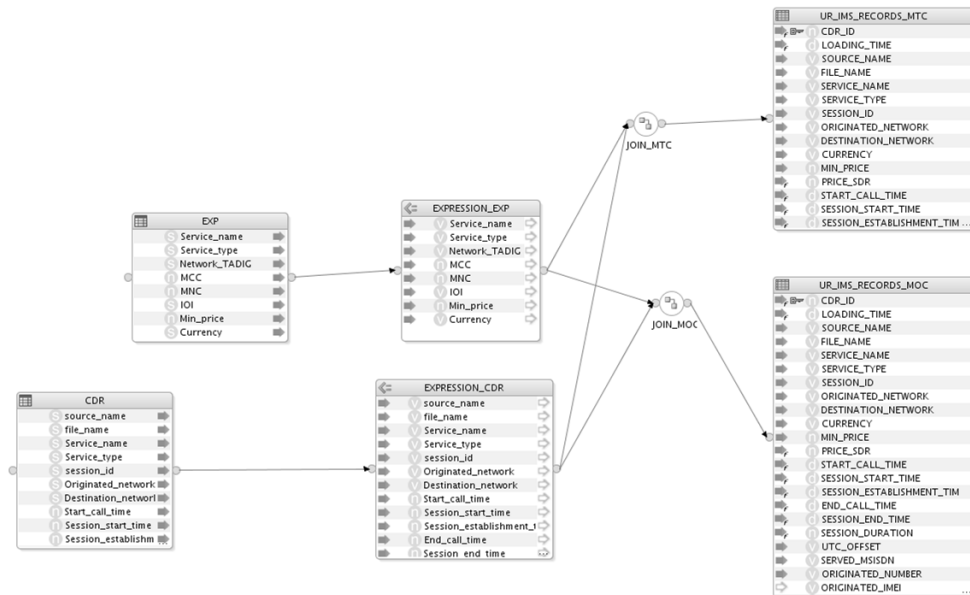 UR_IMS_RECORDS_MTC
CDR_ID
LOADING_TIME
SOURCE_NAME
FILE_NAME
SERVICE_NAME
SERVICE_TYPE
SESSION_ID
ORIGINATED_NETWORK
DESTINATION_NETWORK
CURRENCY
MIN_PRICE
PRICE_SDR
START_CALL_TIME
SESSION_START_TIME
SESSION_ESTABLISHMENT_TIM ...
JOIN_MTC
EXP
Service_name
Service_type
Network_TADIG
MCC
MNC
IOI
Min_price
Currency
EXPRESSION_EXP
Service_name
Service_type
Network_TADIG
MCC
MNC
IOI
Min_price
Currency
JOIN_MOC
UR_IMS_RECORDS_MOC
CDR_ID
LOADING_TIME
SOURCE_NAME
FILE_NAME
SERVICE_NAME
SERVICE_TYPE
SESSION_ID
ORIGINATED_NETWORK
DESTINATION_NETWORK
CURRENCY
MIN_PRICE
PRICE_SDR
START_CALL_TIME
SESSION_START_TIME
SESSION_ESTABLISHMENT_TIM
END_CALL_TIME
SESSION_END_TIME
SESSION_DURATION
UTC_OFFSET
SERVED_MSISDN
ORIGINATED_NUMBER
ORIGINATED_IMEI ...
CDR
source_name
file_name
Service_name
Service_type
session_id
Originated_network
Destination_networl
Start_call_time
Session_start_time
Session_establishm ...
EXPRESSION_CDR
source_name
file_name
Service_name
Service_type
session_id
Originated_network
Destination_network
Start_call_time
Session_start_time
Session_establishment_t
End_call_time
Session_end_time ...